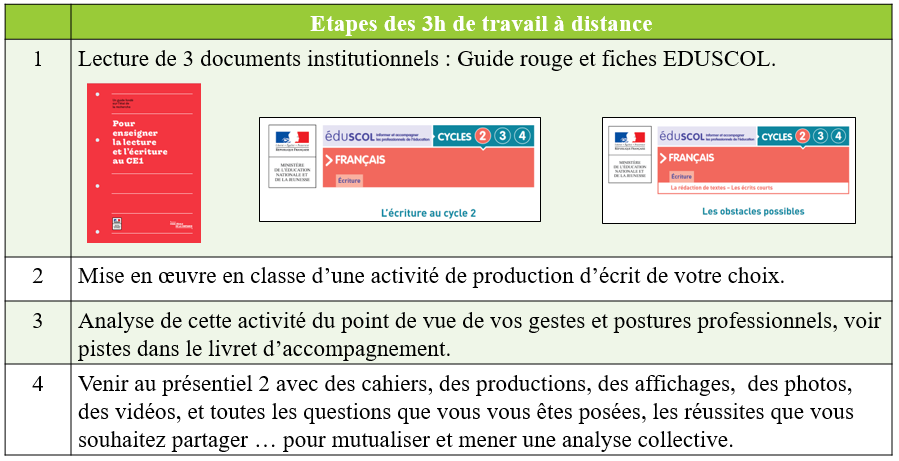 Etapes des 3h de travail à distance
1
Lecture de 3 documents institutionnels : Guide rouge et fiches EDUSCOL.
Pour
enseigner
la lecture
et l'écriture
au CE1
RÉPUBLIQUE FRANÇAISE
MINISTÈRE
DE L'ÉDUCATION
NATIONALE ET
DE LA JEUNESSE
éduSCOL
informer et accompagner
les professionnels de l'éducation
CYCLES 2 3 4
FRANÇAIS
Écriture
L'écriture au cycle 2
RÉPUBLIQUE FRANÇAISE
MINISTÈRE
DE L'ÉDUCATION
NATIONALE ET
DE LA JEUNESSE
éduSCOL
informer et accompagner
les professionnels de l'éducation
CYCLES 2 3 4
FRANÇAIS
Écriture
La rédaction de textes – Les écrits courts
Les obstacles possibles
2
Mise en œuvre en classe d'une activité de production d'écrit de votre choix.
3
Analyse de cette activité du point de vue de vos gestes et postures professionnels, voir
pistes dans le livret d'accompagnement.
4
Venir au présentiel 2 avec des cahiers, des productions, des affichages, des photos,
des vidéos, et toutes les questions que vous vous êtes posées, les réussites que vous
souhaitez partager … pour mutualiser et mener une analyse collective.